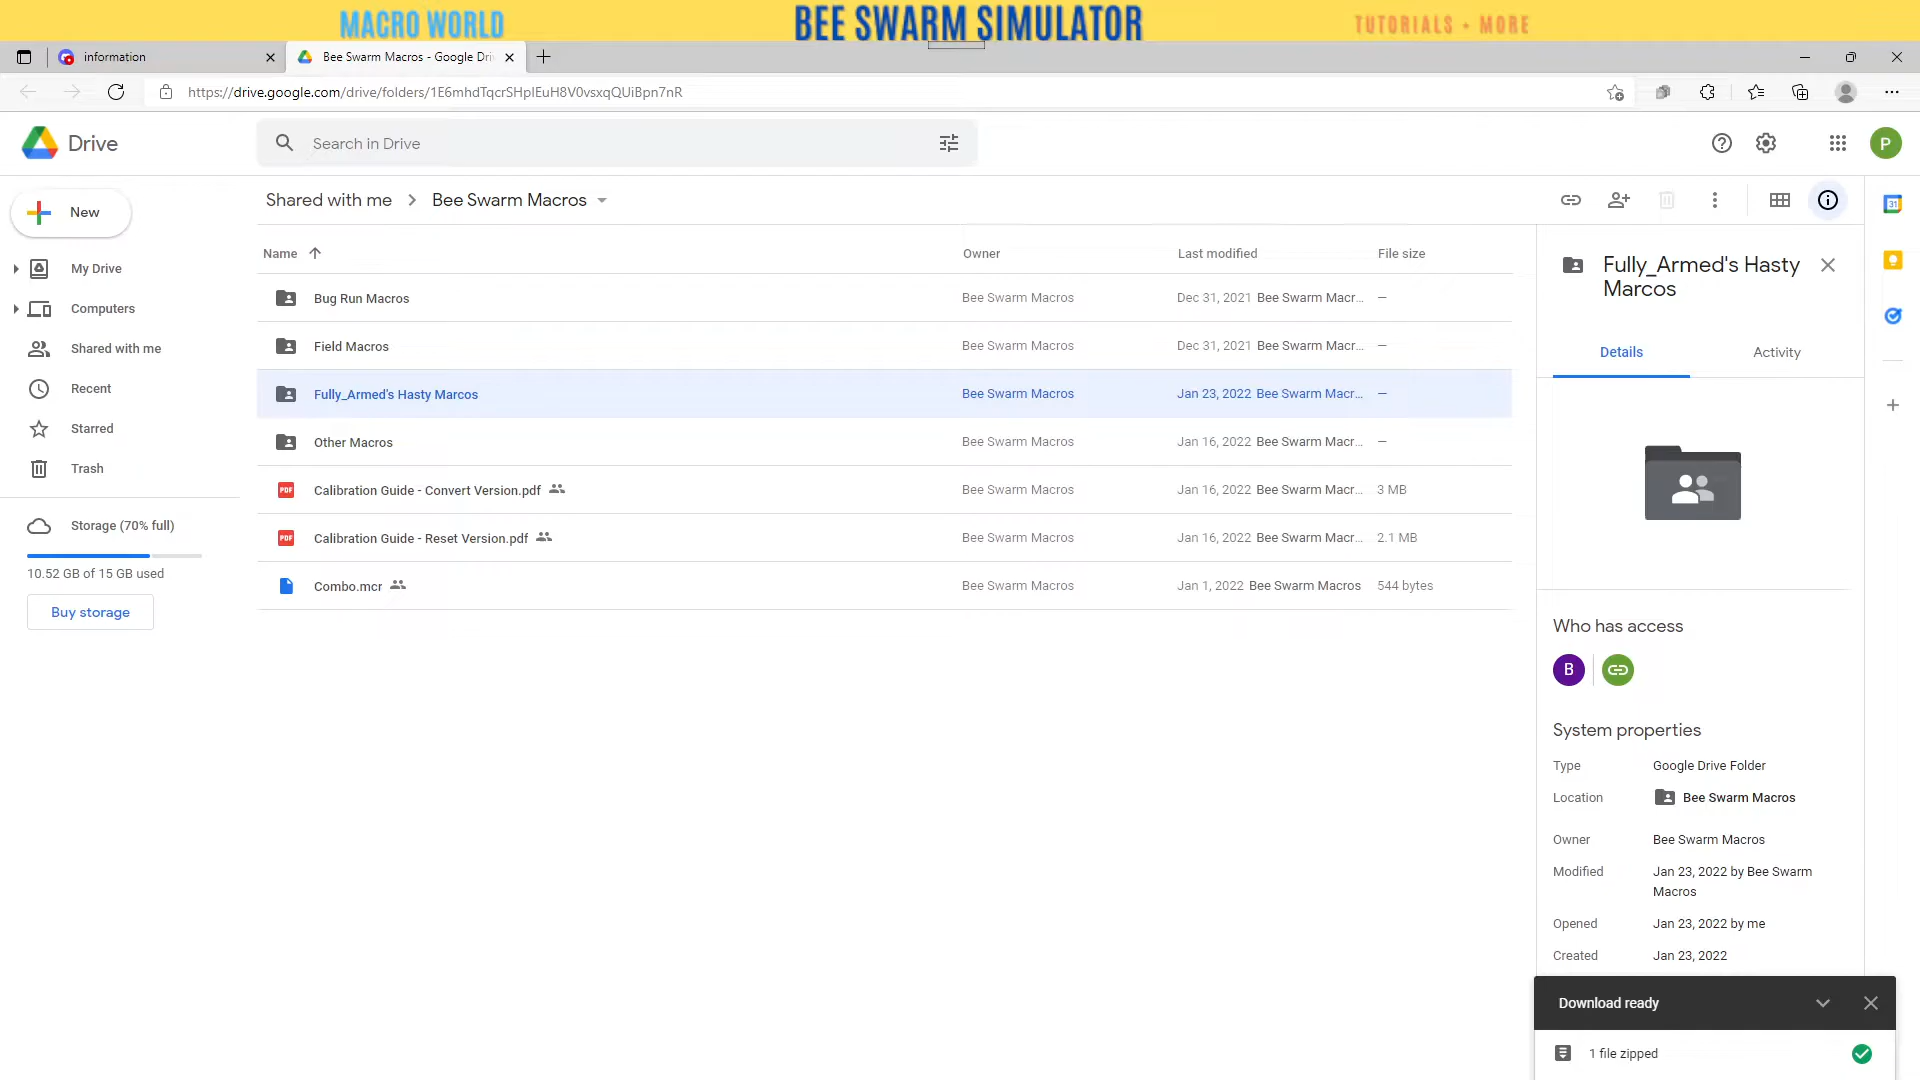 MACRO WORLD
BEE SWARM SIMULATOR
TUTORIALS + MORE
information
Bee Swarm Macros - Google Dri
https://drive.google.com/drive/folders/1E6mhdTqcrSHpIEuH8V0vsxqQUiBpn7nR
Drive
Search in Drive
P
New
Shared with me
Bee Swarm Macros
31
My Drive
Computers
Shared with me
Recent
Starred
Trash
Storage (70% full)
10.52 GB of 15 GB used
Buy storage
Name Owner Last modified File size
Bug Run Macros Bee Swarm Macros Dec 31, 2021 Bee Swarm Macr... —
Field Macros Bee Swarm Macros Dec 31, 2021 Bee Swarm Macr... —
Fully_Armed's Hasty Marcos Bee Swarm Macros Jan 23, 2022 Bee Swarm Macr... —
Other Macros Bee Swarm Macros Jan 16, 2022 Bee Swarm Macr... —
PDF Calibration Guide - Convert Version.pdf Bee Swarm Macros Jan 16, 2022 Bee Swarm Macr... 3 MB
PDF Calibration Guide - Reset Version.pdf Bee Swarm Macros Jan 16, 2022 Bee Swarm Macr... 2.1 MB
Combo.mcr Bee Swarm Macros Jan 1, 2022 Bee Swarm Macros 544 bytes
Fully_Armed's Hasty
Marcos
Details Activity
Who has access
B
System properties
Type Google Drive Folder
Location Bee Swarm Macros
Owner Bee Swarm Macros
Modified Jan 23, 2022 by Bee Swarm
Macros
Opened Jan 23, 2022 by me
Created Jan 23, 2022
Download ready
1 file zipped